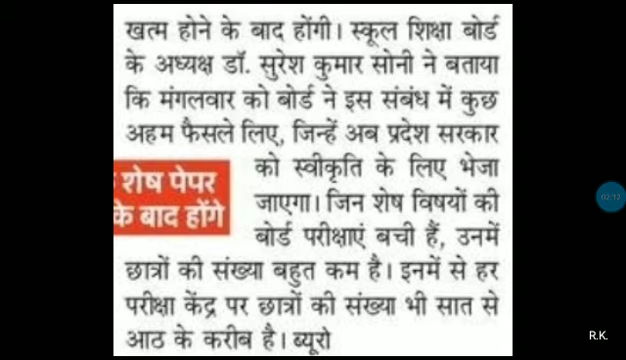 खत्म होने के बाद होंगी। स्कूल शिक्षा बोर्ड
के अध्यक्ष डॉ. सुरेश कुमार सोनी ने बताया
कि मंगलवार को बोर्ड ने इस संबंध में कुछ
अहम फैसले लिए, जिन्हें अब प्रदेश सरकार
को स्वीकृति के लिए भेजा
जाएगा। जिन शेष विषयों की
बोर्ड परीक्षाएं बची हैं, उनमें
शेष पेपर
के बाद होंगे
छात्रों की संख्या बहुत कम है। इनमें से हर
परीक्षा केंद्र पर छात्रों की संख्या भी सात से
आठ के करीब है। ब्यूरो
02:12
R.K.